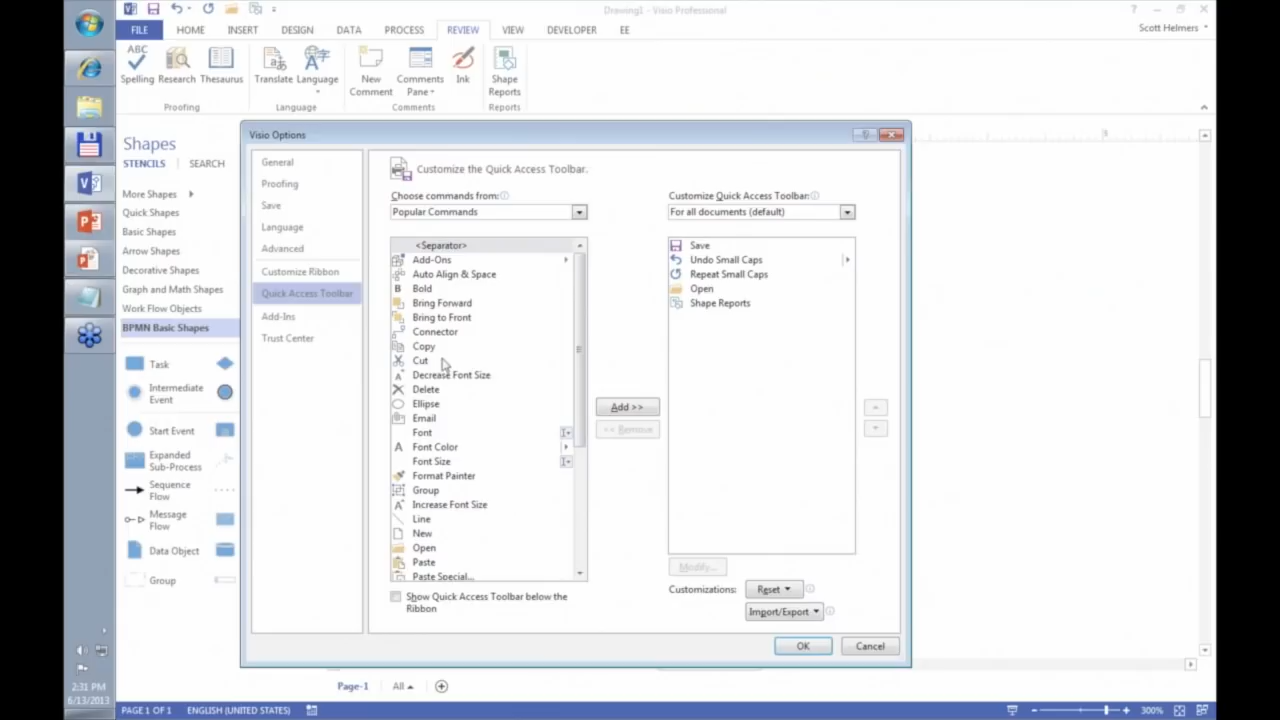 Drawing1 - Visio Professional
FILE HOME INSERT DESIGN DATA PROCESS REVIEW VIEW DEVELOPER EE
Scott Helmers
ABC
Spelling Research Thesaurus
Translate Language
New Comment
Comments Pane
Ink
Shape Reports
Proofing Language Comments Reports
Shapes
STENCILS SEARCH
More Shapes
Quick Shapes
Basic Shapes
Arrow Shapes
Decorative Shapes
Graph and Math Shapes
Work Flow Objects
BPMN Basic Shapes
Task
Intermediate
Event
Start Event
Expanded
Sub-Process
Sequence
Flow
Message
Flow
Data Object
Group
Visio Options
General
Proofing
Save
Language
Advanced
Customize Ribbon
Quick Access Toolbar
Add-Ins
Trust Center
Customize the Quick Access Toolbar.
Choose commands from:
Popular Commands
<Separator>
Add-Ons
Auto Align & Space
Bold
Bring Forward
Bring to Front
Connector
Copy
Cut
Decrease Font Size
Delete
Ellipse
Email
Font
Font Color
Font Size
Format Painter
Group
Increase Font Size
Line
New
Open
Paste
Paste Special...
Show Quick Access Toolbar below the
Ribbon
Add >>
<< Remove
Customize Quick Access Toolbar:
For all documents (default)
Save
Undo Small Caps
Repeat Small Caps
Open
Shape Reports
Modify...
Customizations: Reset
Import/Export
OK Cancel
Page-1 All
2:31 PM
6/13/2013
PAGE 1 OF 1 ENGLISH (UNITED STATES) 300%